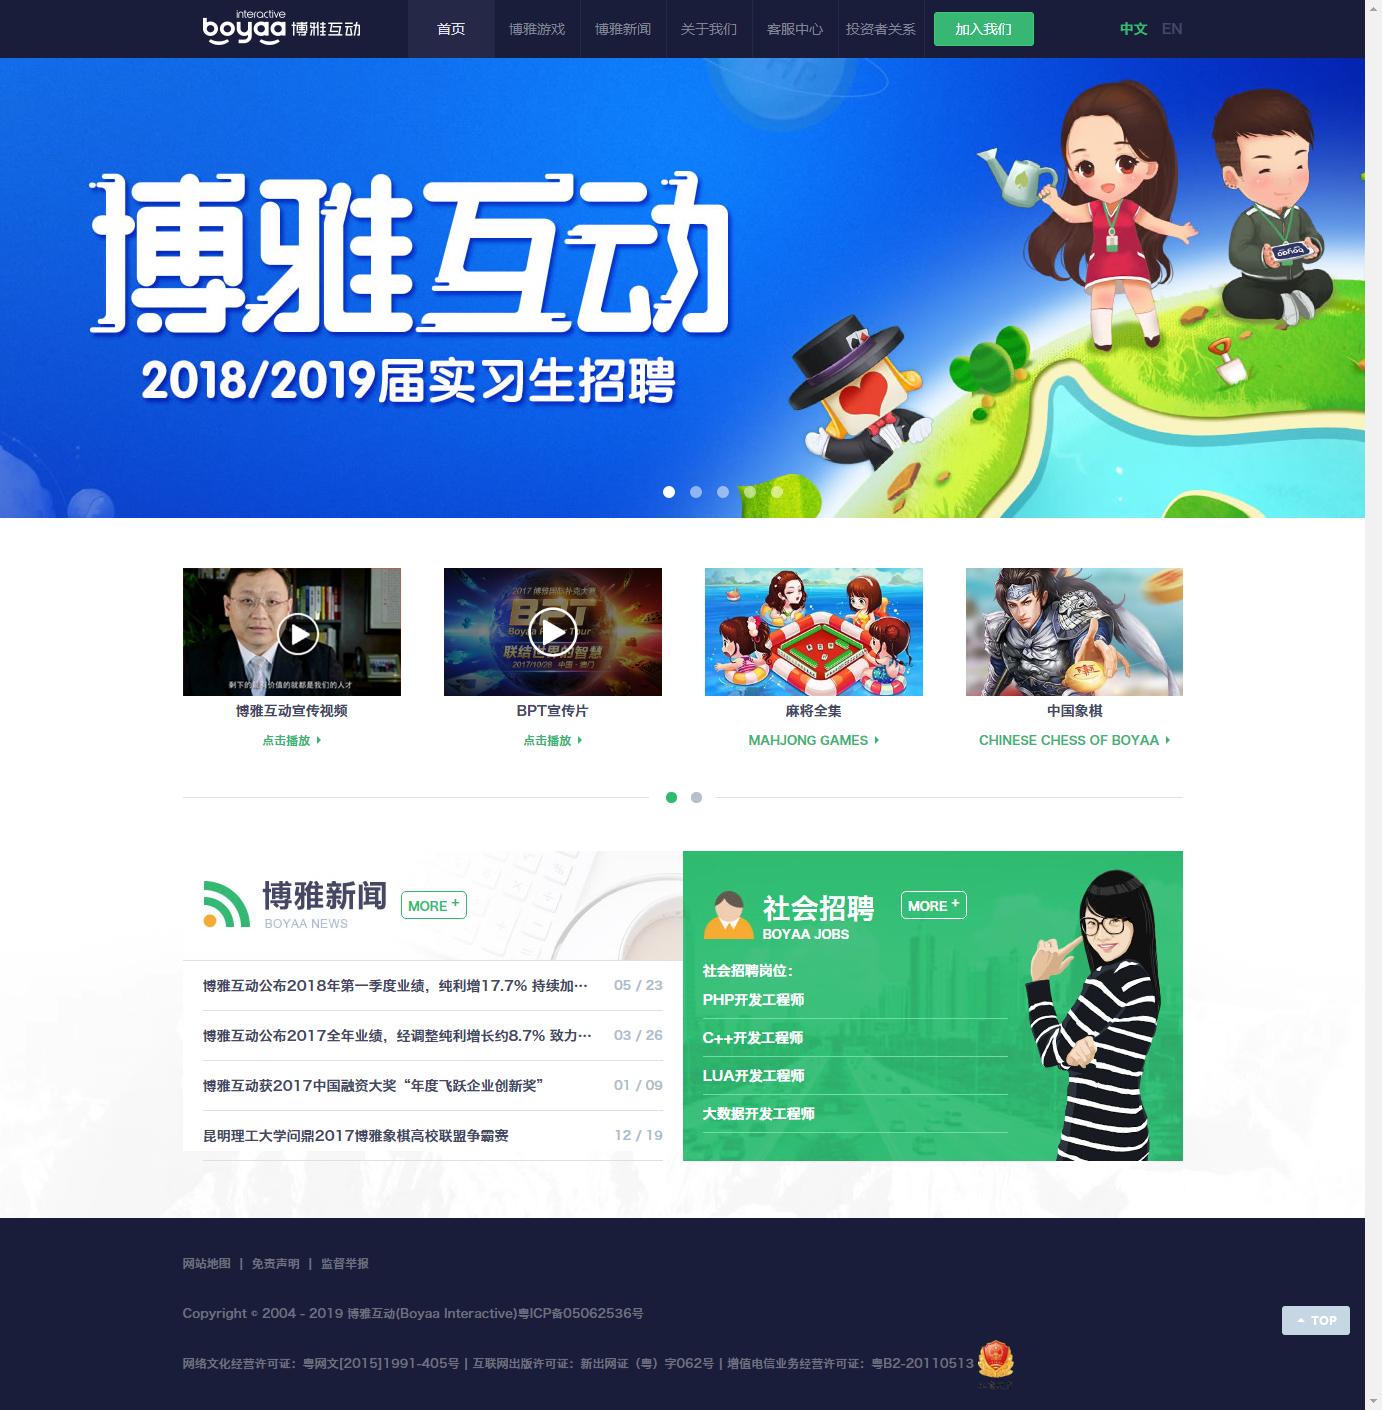 interactive
boyaa 博雅互动
首页
博雅游戏
博雅新闻
关于我们
客服中心
投资者关系
加入我们
中文 EN
博雅互动
2018/2019届实习生招聘
boyaa
剩下的最有价值的就都是我们的人才
2017 博雅国际扑克大赛
BPT
联结世界的智慧
2017/10/28 中国·澳门
博雅互动宣传视频
点击播放
BPT宣传片
点击播放
麻将全集
MAHJONG GAMES
中国象棋
CHINESE CHESS OF BOYAA
博雅新闻
BOYAA NEWS
MORE +
博雅互动公布2018年第一季度业绩，纯利增17.7% 持续加… 05 / 23
博雅互动公布2017全年业绩，经调整纯利增长约8.7% 致力… 03 / 26
博雅互动获2017中国融资大奖“年度飞跃企业创新奖” 01 / 09
昆明理工大学问鼎2017博雅象棋高校联盟争霸赛 12 / 19
社会招聘
BOYAA JOBS
MORE +
社会招聘岗位：
PHP开发工程师
C++开发工程师
LUA开发工程师
大数据开发工程师
网站地图 | 免责声明 | 监督举报
Copyright © 2004 - 2019 博雅互动(Boyaa Interactive)粤ICP备05062536号
网络文化经营许可证：粤网文[2015]1991-405号 | 互联网出版许可证：新出网证（粤）字062号 | 增值电信业务经营许可证：粤B2-20110513
TOP